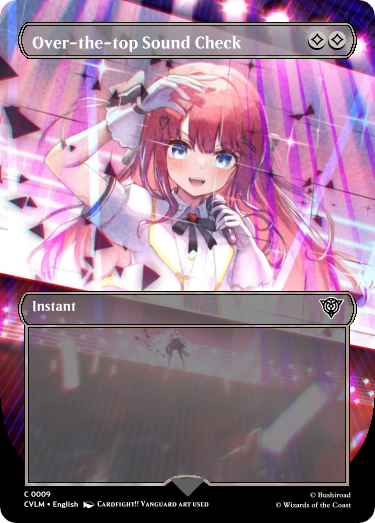 Over-the-top Sound Check
Instant
C 0009
CVLM • English CARDFIGHT!! VANGUARD ART USED
© Bushiroad
© Wizards of the Coast